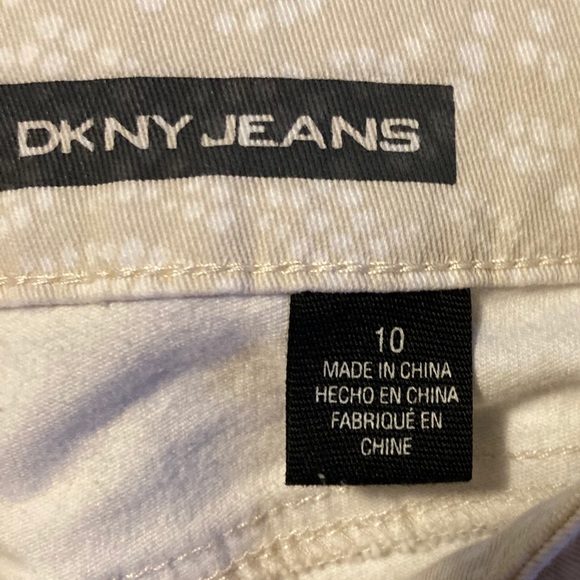 DKNY JEANS
10
MADE IN CHINA
HECHO EN CHINA
FABRIQUÉ EN
CHINE